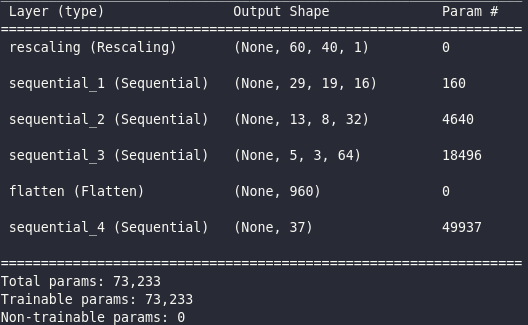 Layer (type) Output Shape Param #
=================================================================
rescaling (Rescaling) (None, 60, 40, 1) 0
sequential_1 (Sequential) (None, 29, 19, 16) 160
sequential_2 (Sequential) (None, 13, 8, 32) 4640
sequential_3 (Sequential) (None, 5, 3, 64) 18496
flatten (Flatten) (None, 960) 0
sequential_4 (Sequential) (None, 37) 49937
=================================================================
Total params: 73,233
Trainable params: 73,233
Non-trainable params: 0